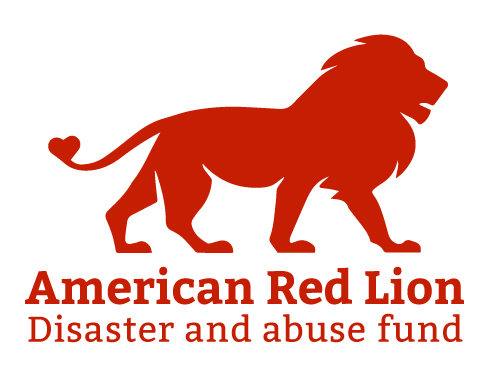 American Red Lion
Disaster and abuse fund